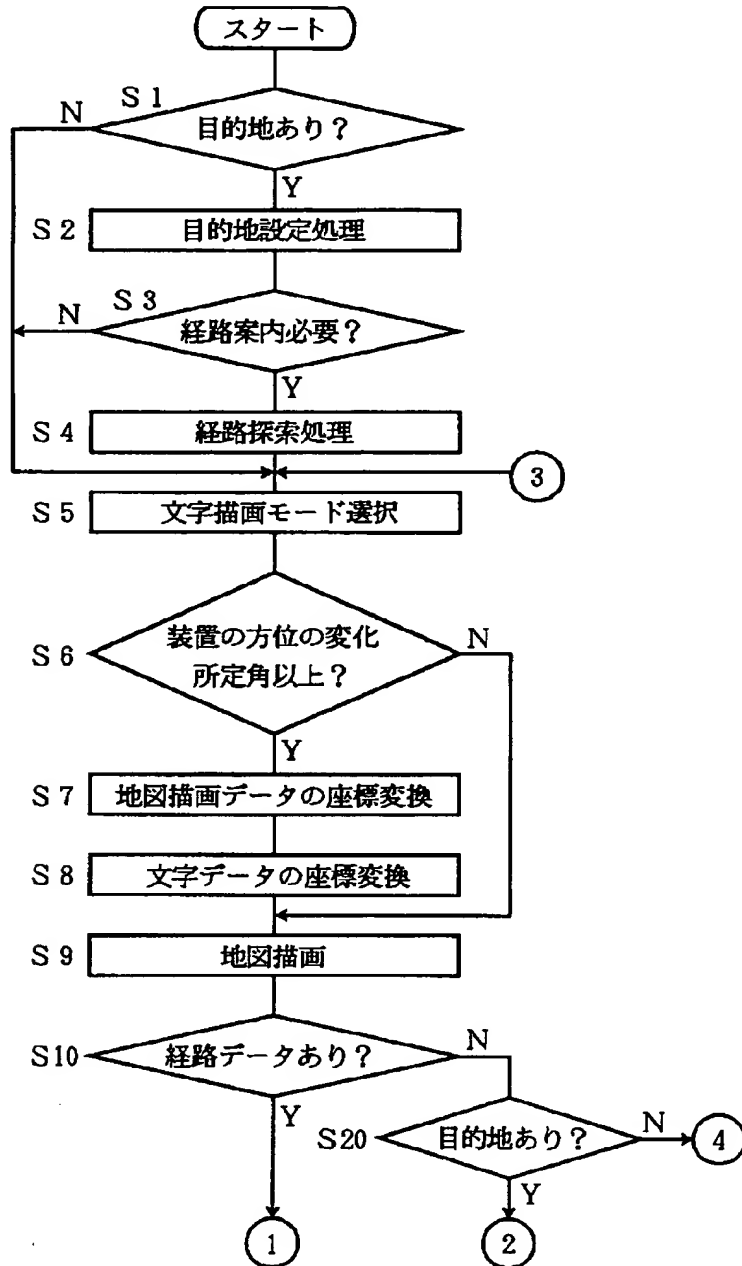 スタート
S1
N
目的地あり？
Y
S2
目的地設定処理
S3
N
経路案内必要？
Y
S4
経路探索処理
3
S5
文字描画モード選択
S6
装置の方位の変化
所定角以上？
N
Y
S7
地図描画データの座標変換
S8
文字データの座標変換
S9
地図描画
S10
経路データあり？
N
Y
S20
目的地あり？
N
4
Y
1
2